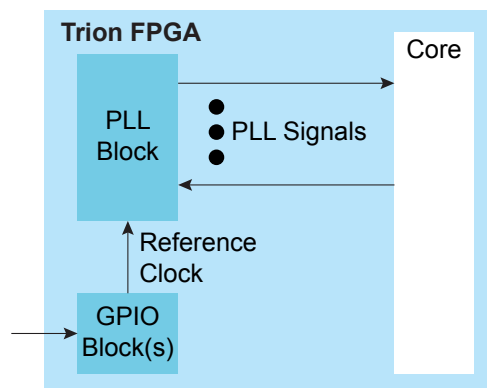 Trion FPGA
Core
PLL
Block
PLL Signals
Reference
Clock
GPIO
Block(s)